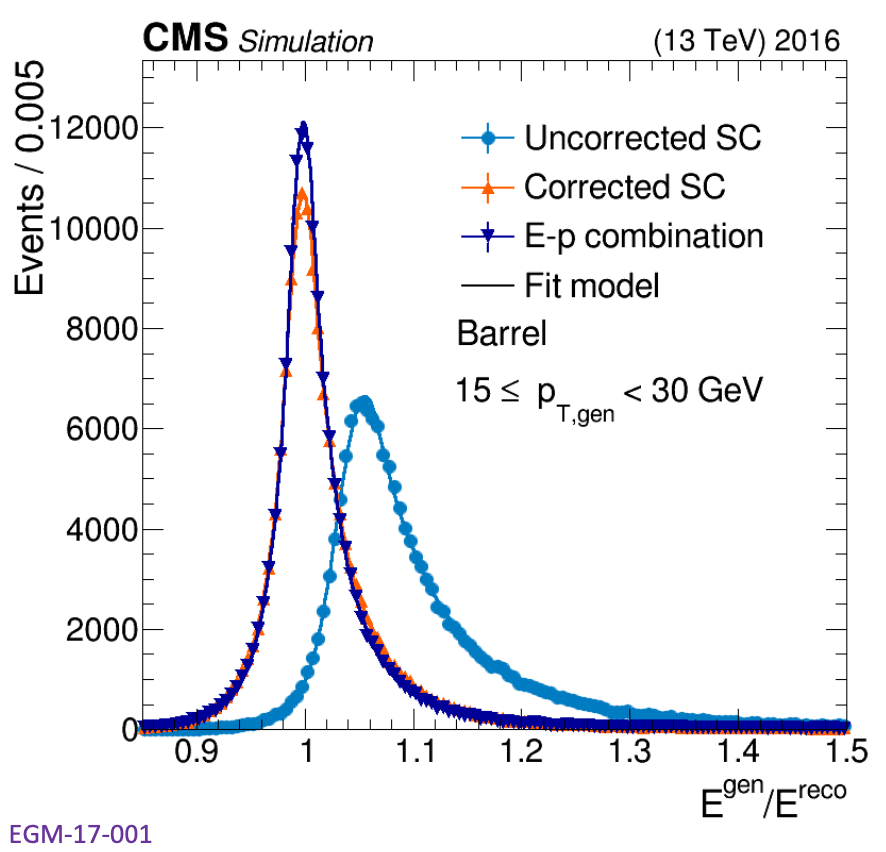 CMS Simulation (13 TeV) 2016
Events / 0.005
12000
10000
8000
6000
4000
2000
0
Uncorrected SC
Corrected SC
E-p combination
Fit model
Barrel
15 ≤ p_T,gen < 30 GeV
0.9 1 1.1 1.2 1.3 1.4 1.5
E^gen/E^reco
EGM-17-001